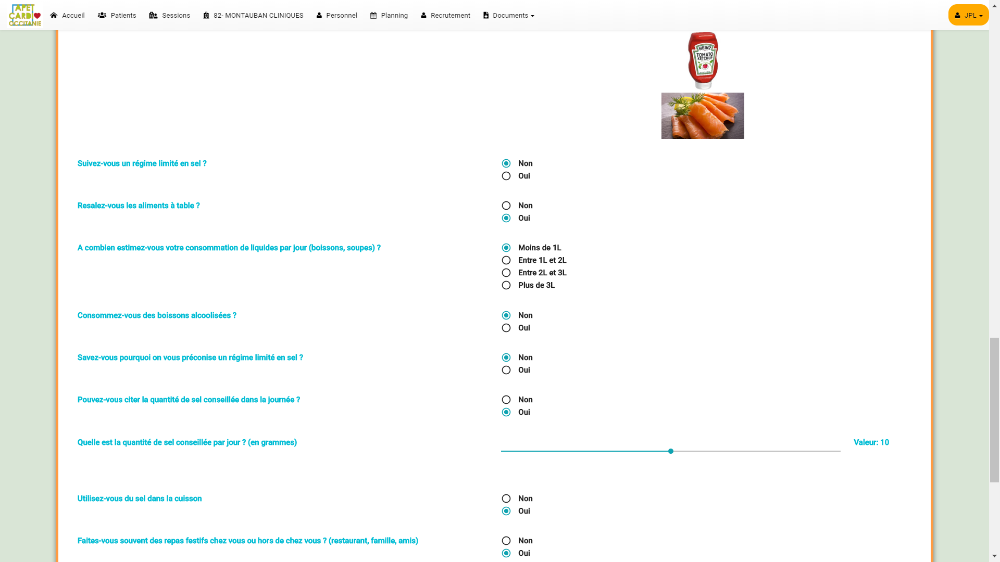 APET
CARDI
OCCITANIE
Accueil
Patients
Sessions
82- MONTAUBAN CLINIQUES
Personnel
Planning
Recrutement
Documents
JPL
HEINZ
TOMATO
KETCHUP
Suivez-vous un régime limité en sel ?
Non
Oui
Resalez-vous les aliments à table ?
Non
Oui
A combien estimez-vous votre consommation de liquides par jour (boissons, soupes) ?
Moins de 1L
Entre 1L et 2L
Entre 2L et 3L
Plus de 3L
Consommez-vous des boissons alcoolisées ?
Non
Oui
Savez-vous pourquoi on vous préconise un régime limité en sel ?
Non
Oui
Pouvez-vous citer la quantité de sel conseillée dans la journée ?
Non
Oui
Quelle est la quantité de sel conseillée par jour ? (en grammes)
Valeur: 10
Utilisez-vous du sel dans la cuisson
Non
Oui
Faites-vous souvent des repas festifs chez vous ou hors de chez vous ? (restaurant, famille, amis)
Non
Oui